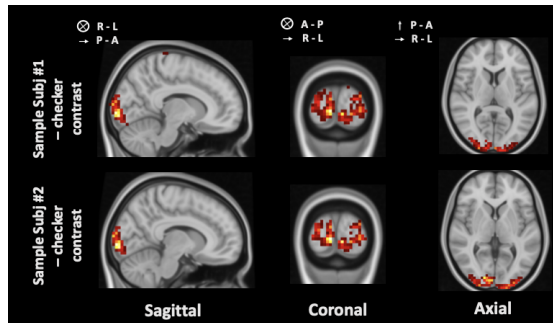 ⊗ R - L
→ P - A
⊗ A - P
→ R - L
↑ P - A
→ R - L
Sample Subj #1
– checker
contrast
Sample Subj #2
– checker
contrast
Sagittal
Coronal
Axial